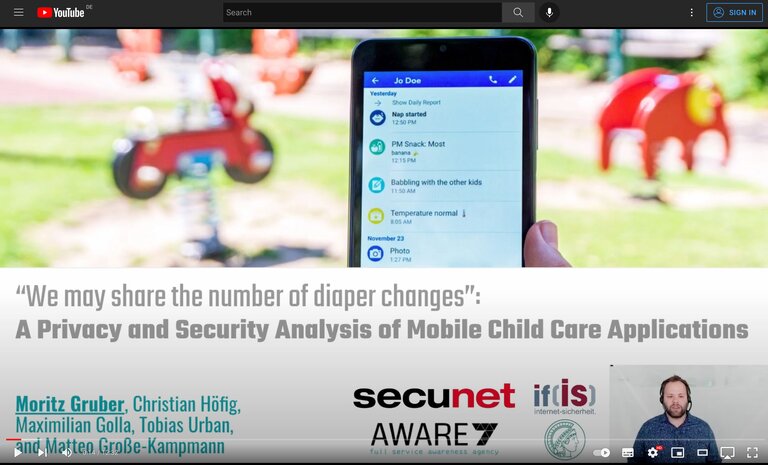 YouTube DE
Search
SIGN IN
Jo Doe
Yesterday
Show Daily Report
Nap started
12:50 PM
PM Snack: Most
banana
12:15 PM
Babbling with the other kids
11:50 AM
Temperature normal
8:05 AM
November 23
Photo
1:27 PM
“We may share the number of diaper changes”:
A Privacy and Security Analysis of Mobile Child Care Applications
Moritz Gruber, Christian Höfig,
Maximilian Golla, Tobias Urban,
and Matteo Große-Kampmann
secunet
if(is)
internet-sicherheit.
AWARE7
full service awareness agency